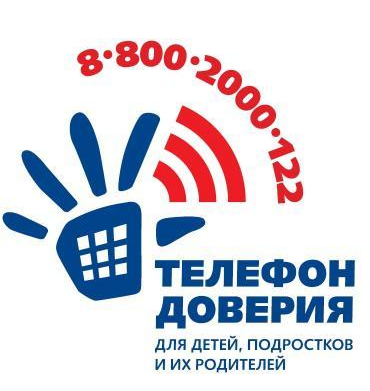 8·800·2000·122
ТЕЛЕФОН
ДОВЕРИЯ
ДЛЯ ДЕТЕЙ, ПОДРОСТКОВ
И ИХ РОДИТЕЛЕЙ